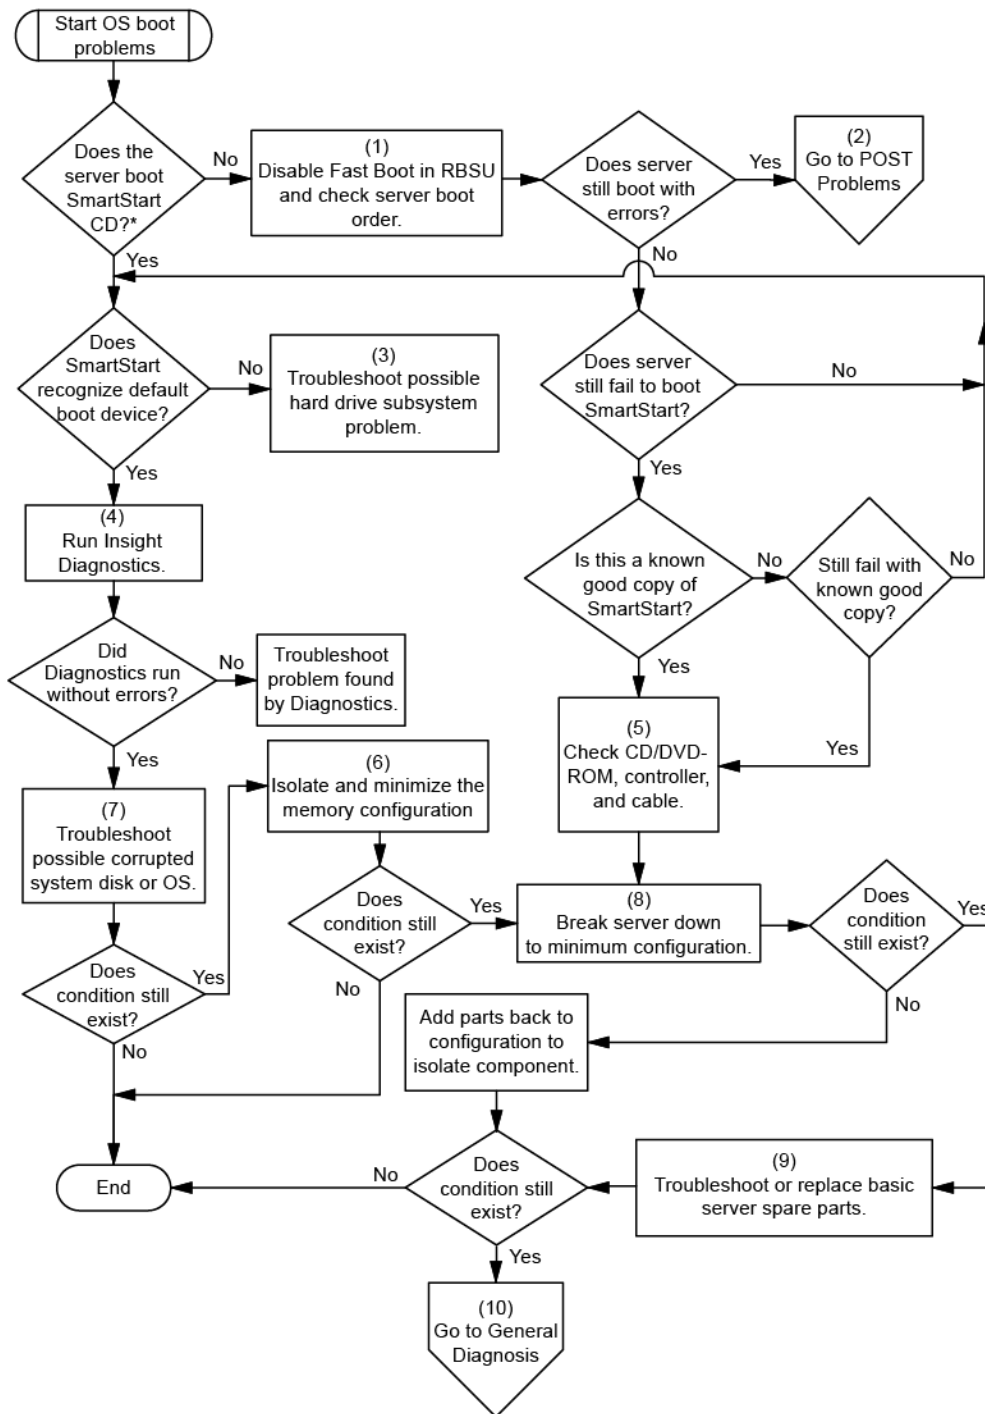 Start OS boot
problems
Does the
server boot
SmartStart
CD?*
No
(1)
Disable Fast Boot in RBSU
and check server boot
order.
Does server
still boot with
errors?
Yes
(2)
Go to POST
Problems
Yes
No
Does
SmartStart
recognize default
boot device?
No
(3)
Troubleshoot possible
hard drive subsystem
problem.
Does server
still fail to boot
SmartStart?
No
Yes
Yes
(4)
Run Insight
Diagnostics.
Is this a known
good copy of
SmartStart?
No
Still fail with
known good
copy?
No
Did
Diagnostics run
without errors?
No
Troubleshoot
problem found
by Diagnostics.
Yes
Yes
Yes
(5)
Check CD/DVD-
ROM, controller,
and cable.
(6)
Isolate and minimize the
memory configuration
(7)
Troubleshoot
possible corrupted
system disk or OS.
Does
condition still
exist?
Yes
(8)
Break server down
to minimum configuration.
Does
condition
still exist?
Yes
Does
condition still
exist?
Yes
No
No
No
Add parts back to
configuration to
isolate component.
End
No
Does
condition still
exist?
(9)
Troubleshoot or replace basic
server spare parts.
Yes
(10)
Go to General
Diagnosis